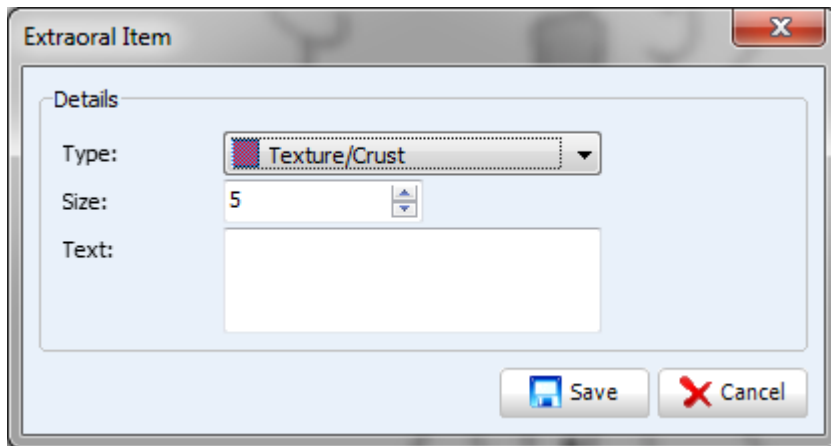 Extraoral Item
Details
Type: Texture/Crust
Size: 5
Text:
Save Cancel